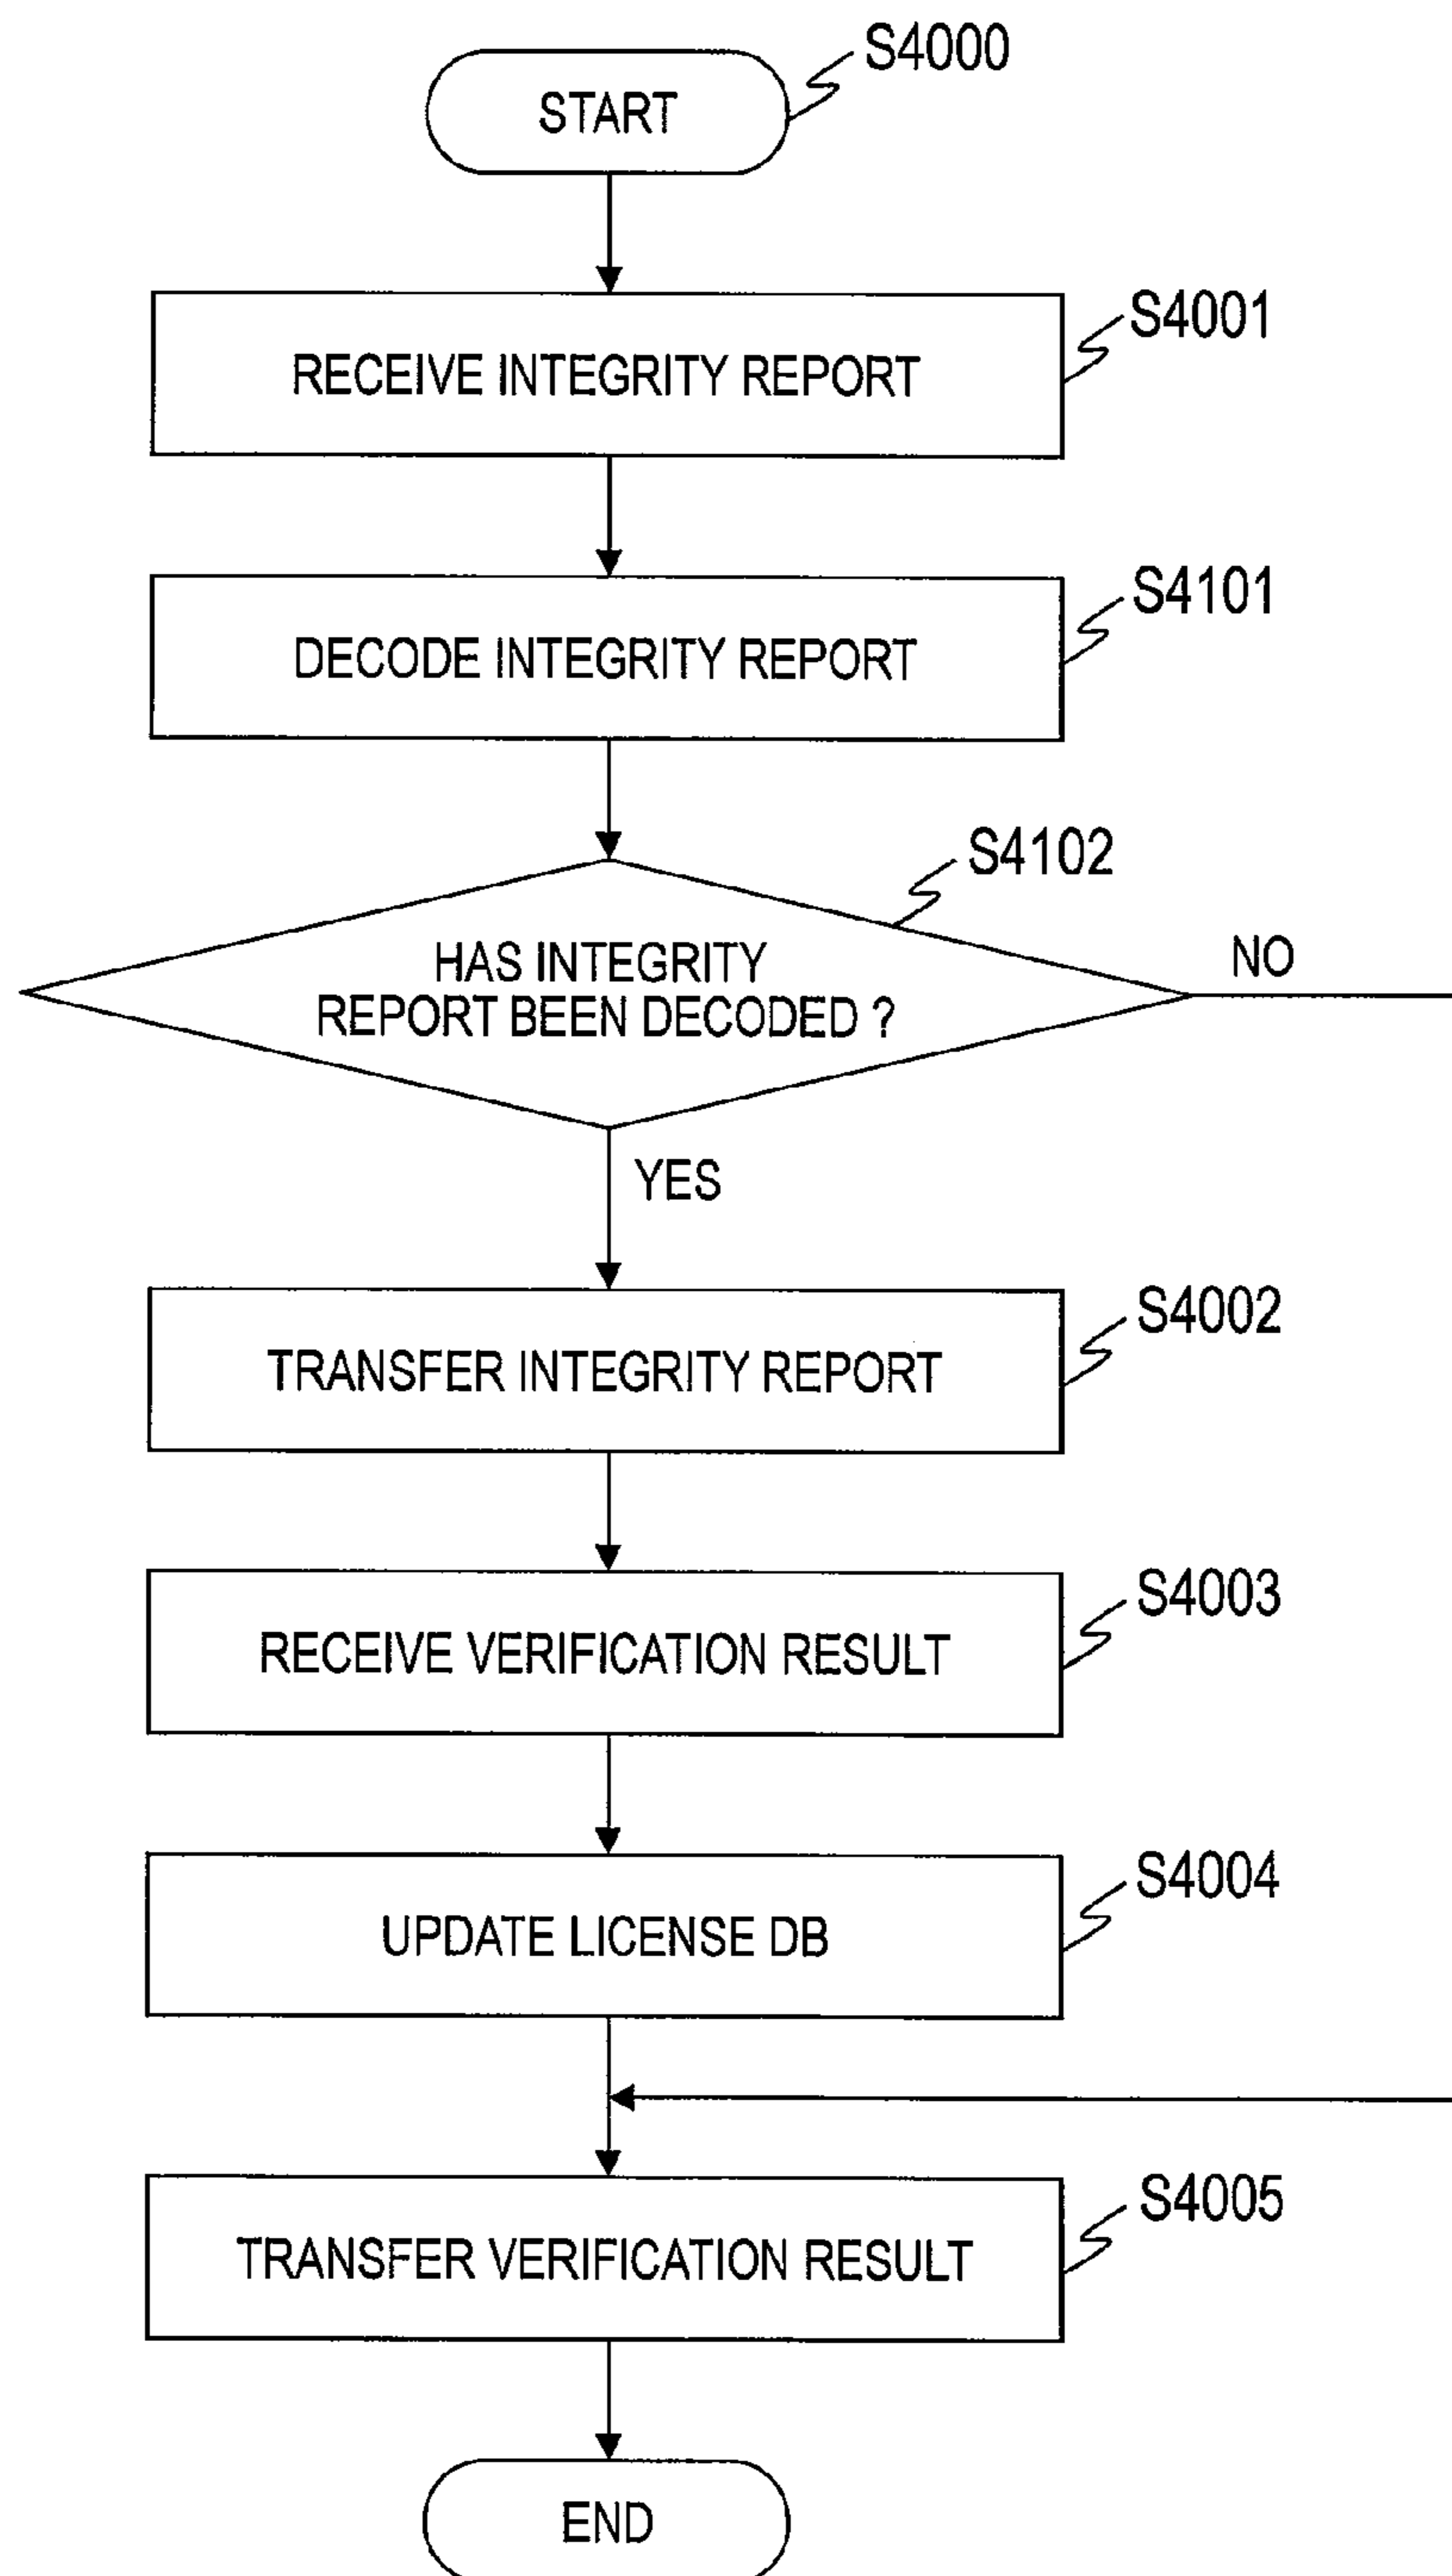 S4000
START
S4001
RECEIVE INTEGRITY REPORT
S4101
DECODE INTEGRITY REPORT
S4102
HAS INTEGRITY
REPORT BEEN DECODED ?
NO
YES
S4002
TRANSFER INTEGRITY REPORT
S4003
RECEIVE VERIFICATION RESULT
S4004
UPDATE LICENSE DB
S4005
TRANSFER VERIFICATION RESULT
END